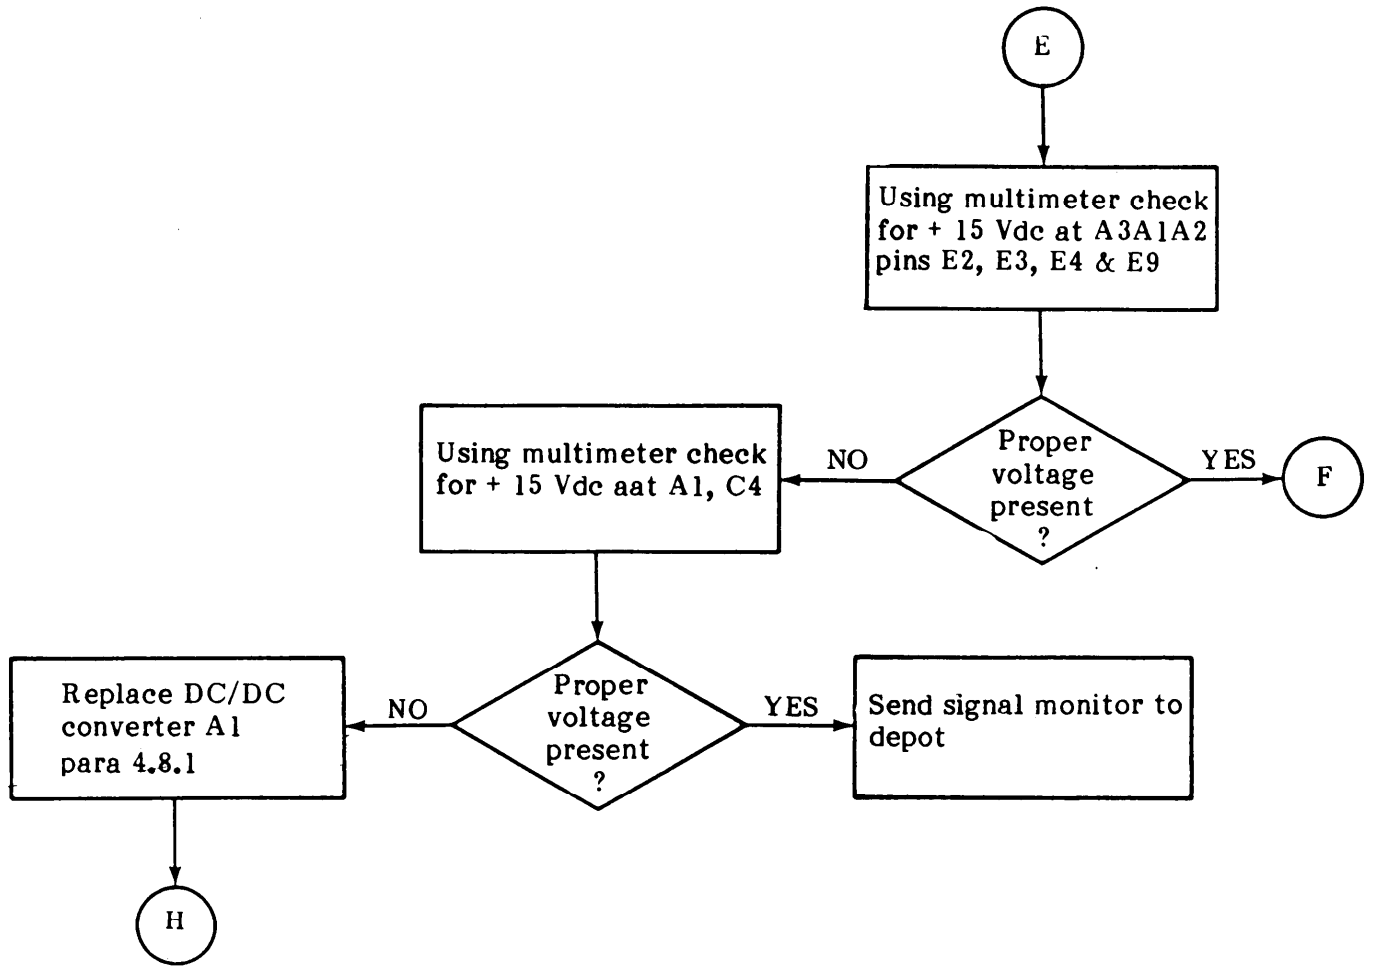 E
Using multimeter check
for + 15 Vdc at A3A1A2
pins E2, E3, E4 & E9
Proper
voltage
present
?
NO
YES
F
Using multimeter check
for + 15 Vdc aat A1, C4
Proper
voltage
present
?
NO
YES
Replace DC/DC
converter A1
para 4.8.1
Send signal monitor to
depot
H